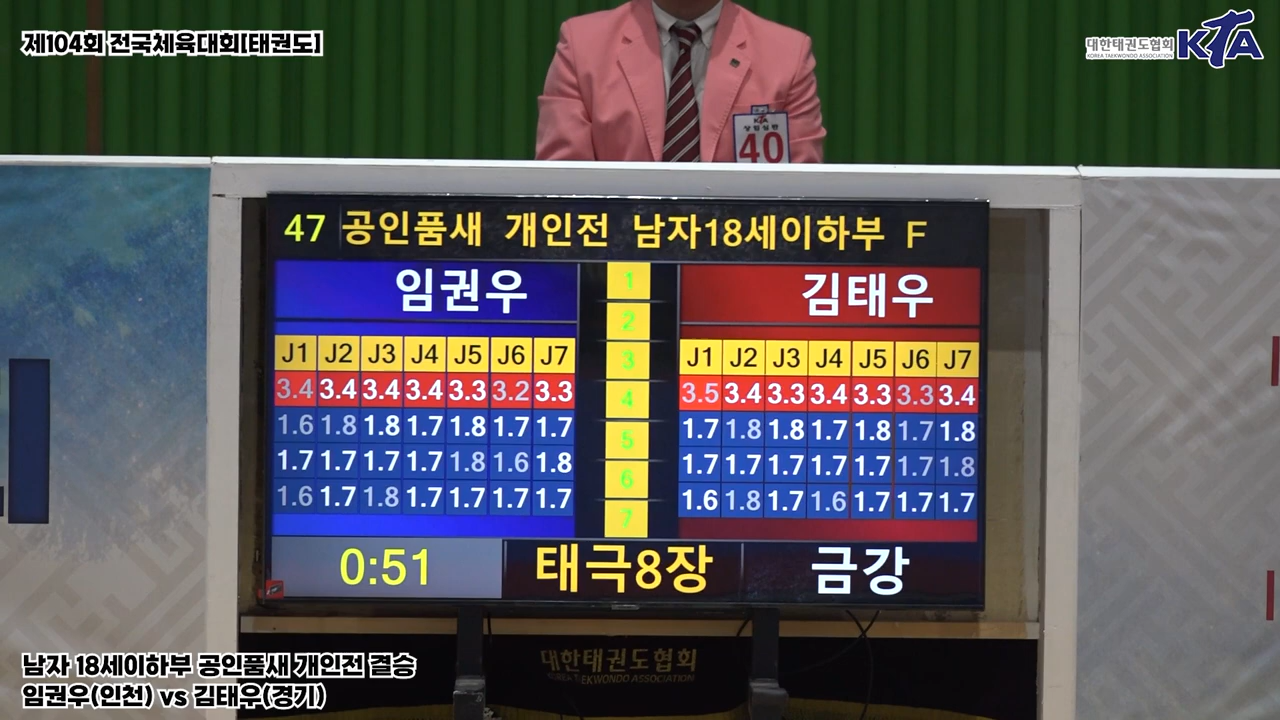 제104회 전국체육대회[태권도]
대한태권도협회 KTA
KOREA TAEKWONDO ASSOCIATION
KTA
상임심판
40
47 공인품새 개인전 남자18세이하부 F
임권우 1 김태우
2
J1 J2 J3 J4 J5 J6 J7 3 J1 J2 J3 J4 J5 J6 J7
3.4 3.4 3.4 3.4 3.3 3.2 3.3 4 3.5 3.4 3.3 3.4 3.3 3.3 3.4
1.6 1.8 1.8 1.7 1.8 1.7 1.7 5 1.7 1.8 1.8 1.7 1.8 1.7 1.8
1.7 1.7 1.7 1.7 1.8 1.6 1.8 6 1.7 1.7 1.7 1.7 1.7 1.7 1.8
1.6 1.7 1.8 1.7 1.7 1.7 1.7 7 1.6 1.8 1.7 1.6 1.7 1.7 1.7
0:51 태극8장 금강
대한태권도협회
KOREA TAEKWONDO ASSOCIATION
남자 18세이하부 공인품새 개인전 결승
임권우(인천) vs 김태우(경기)